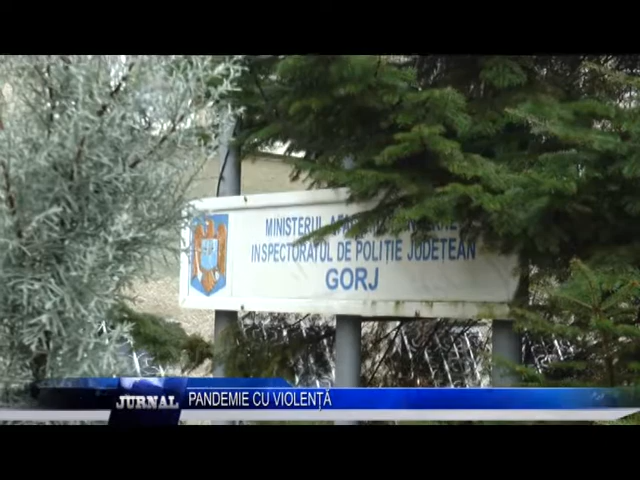 MINISTERUL
INSPECTORATUL DE POLIȚIE JUDEȚEAN
GORJ
JURNAL
PANDEMIE CU VIOLENȚĂ